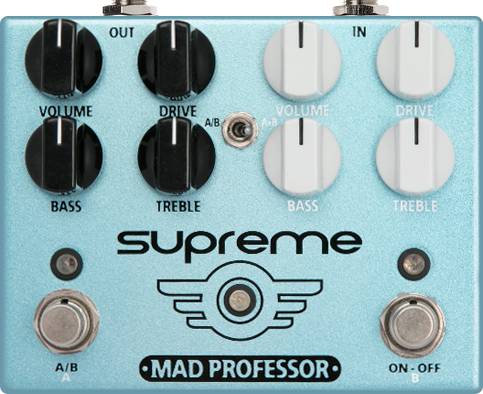 OUT IN
VOLUME DRIVE VOLUME DRIVE
A/B A+B
BASS TREBLE BASS TREBLE
supreme
A/B ON-OFF
A B
·MAD PROFESSOR·